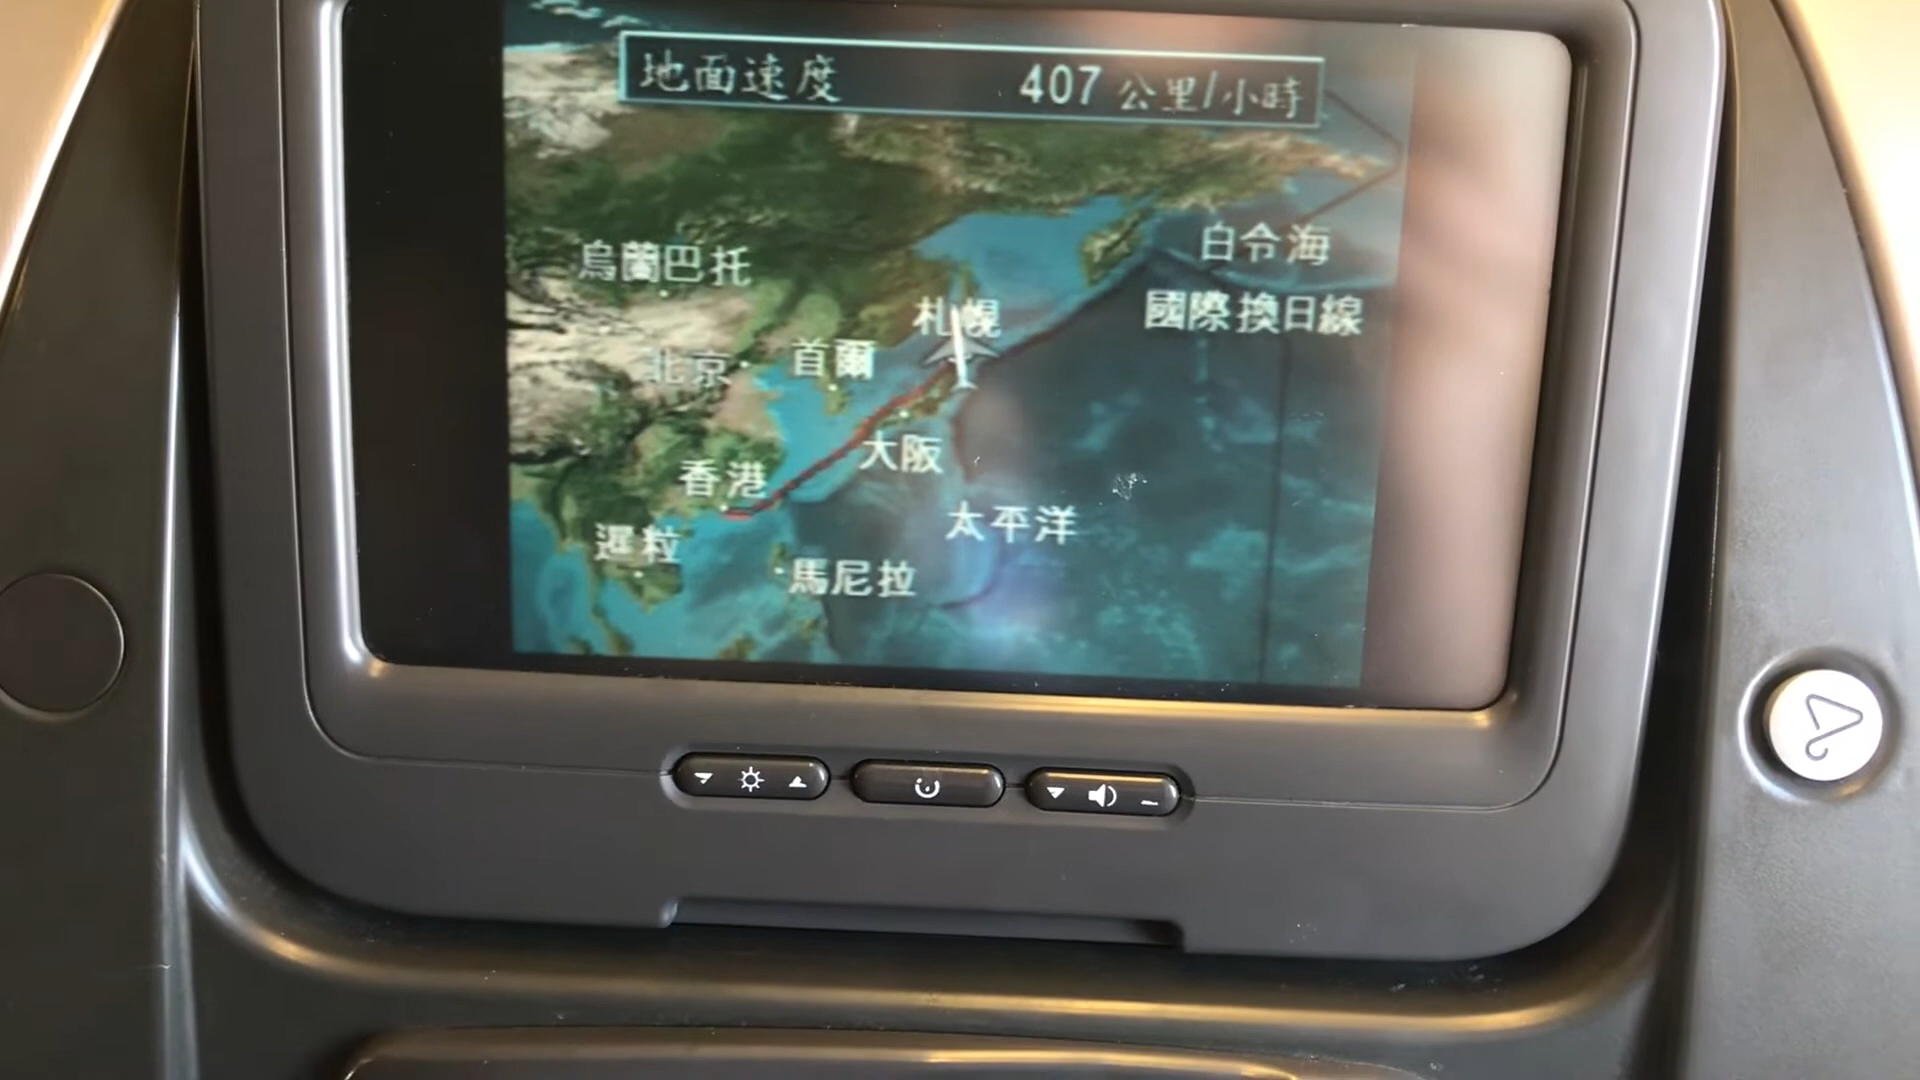 地面速度 407 公里/小時
白令海
烏蘭巴托
札幌
國際換日線
首爾
北京
大阪
香港
太平洋
暹粒
馬尼拉